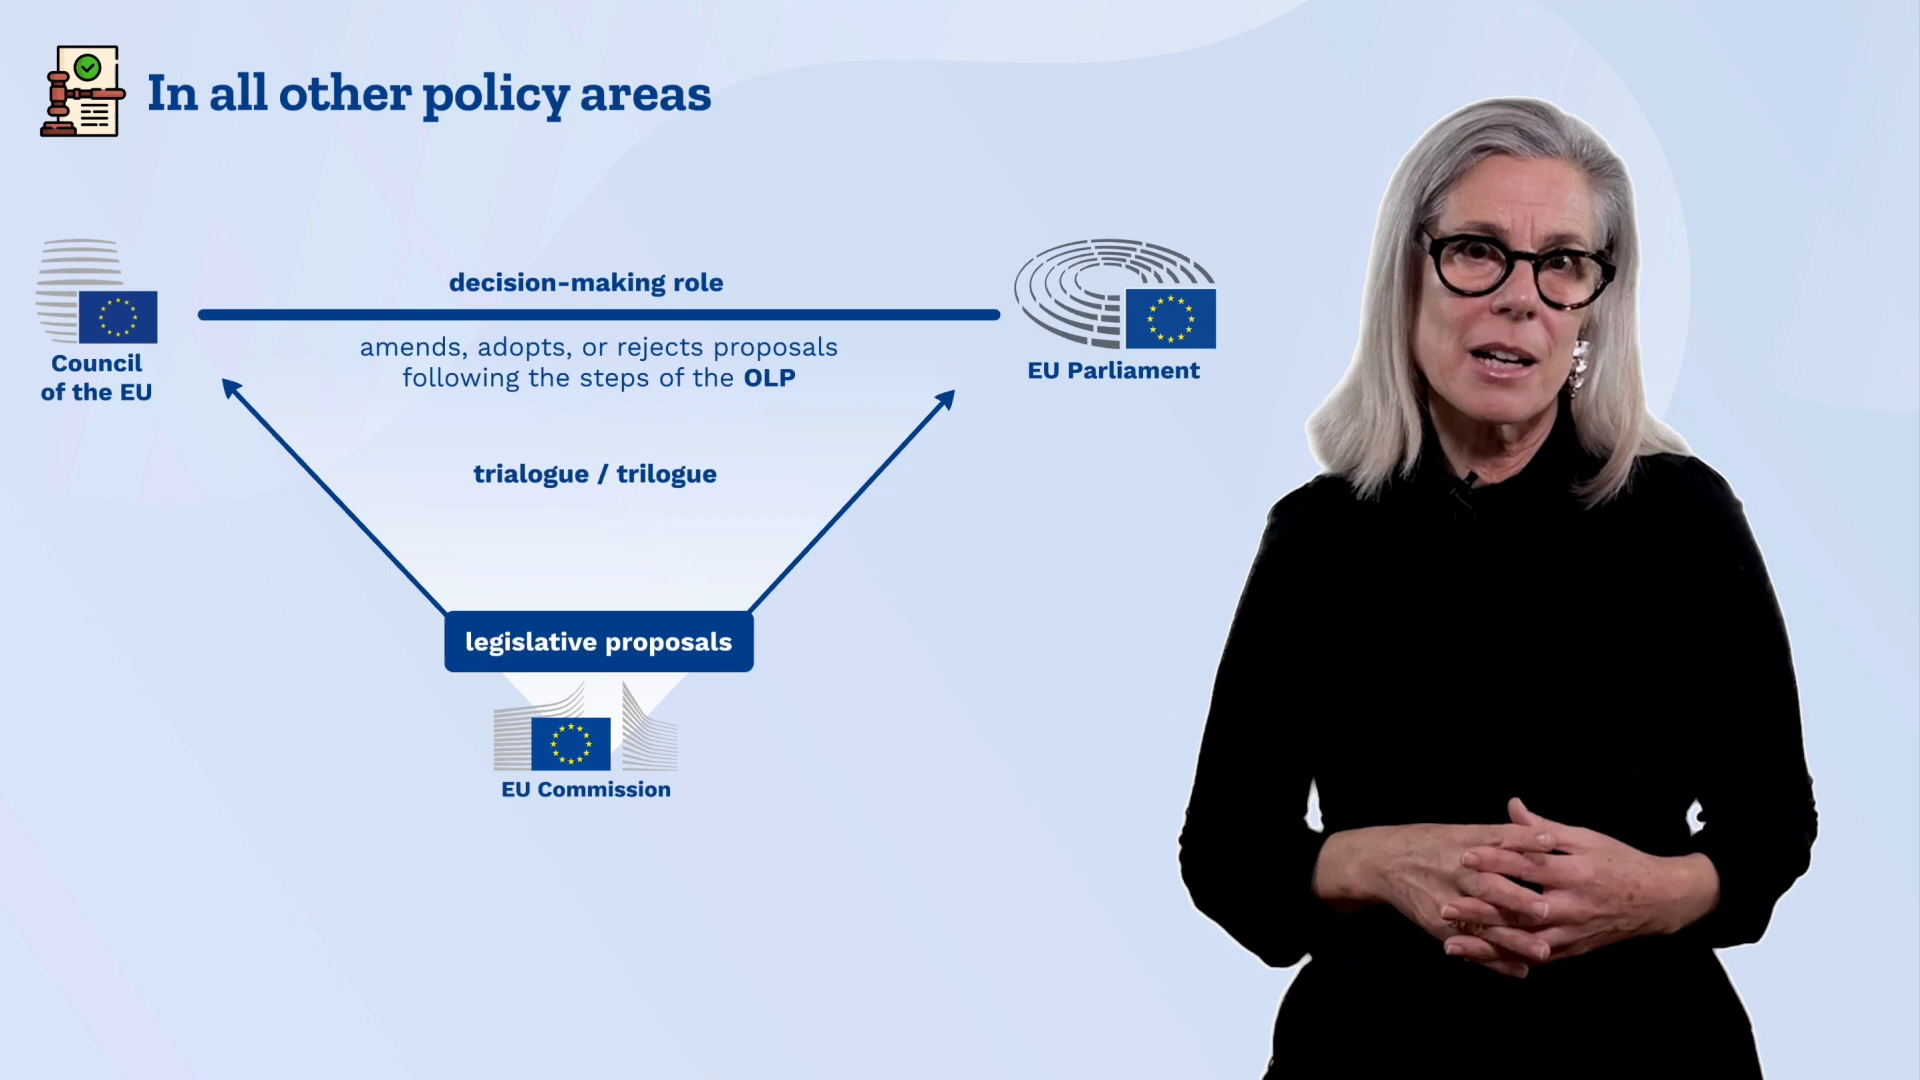 In all other policy areas
decision-making role
Council
of the EU
amends, adopts, or rejects proposals
following the steps of the OLP
EU Parliament
trialogue / trilogue
legislative proposals
EU Commission